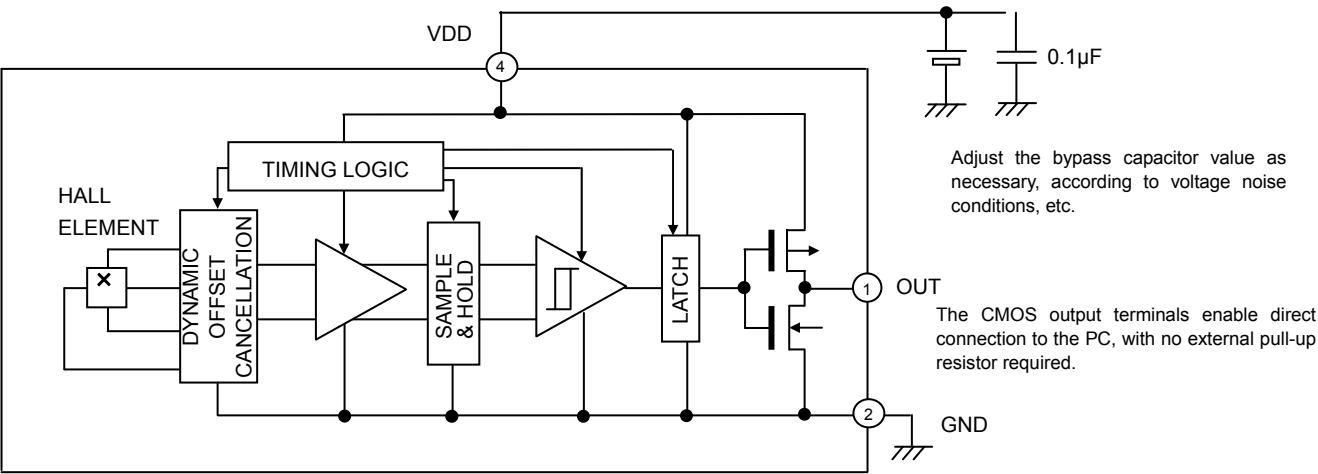 VDD
4
0.1µF
TIMING LOGIC
Adjust the bypass capacitor value as
necessary, according to voltage noise
conditions, etc.
HALL
ELEMENT
×
DYNAMIC
OFFSET
CANCELLATION
SAMPLE
& HOLD
LATCH
1
OUT
The CMOS output terminals enable direct
connection to the PC, with no external pull-up
resistor required.
2
GND